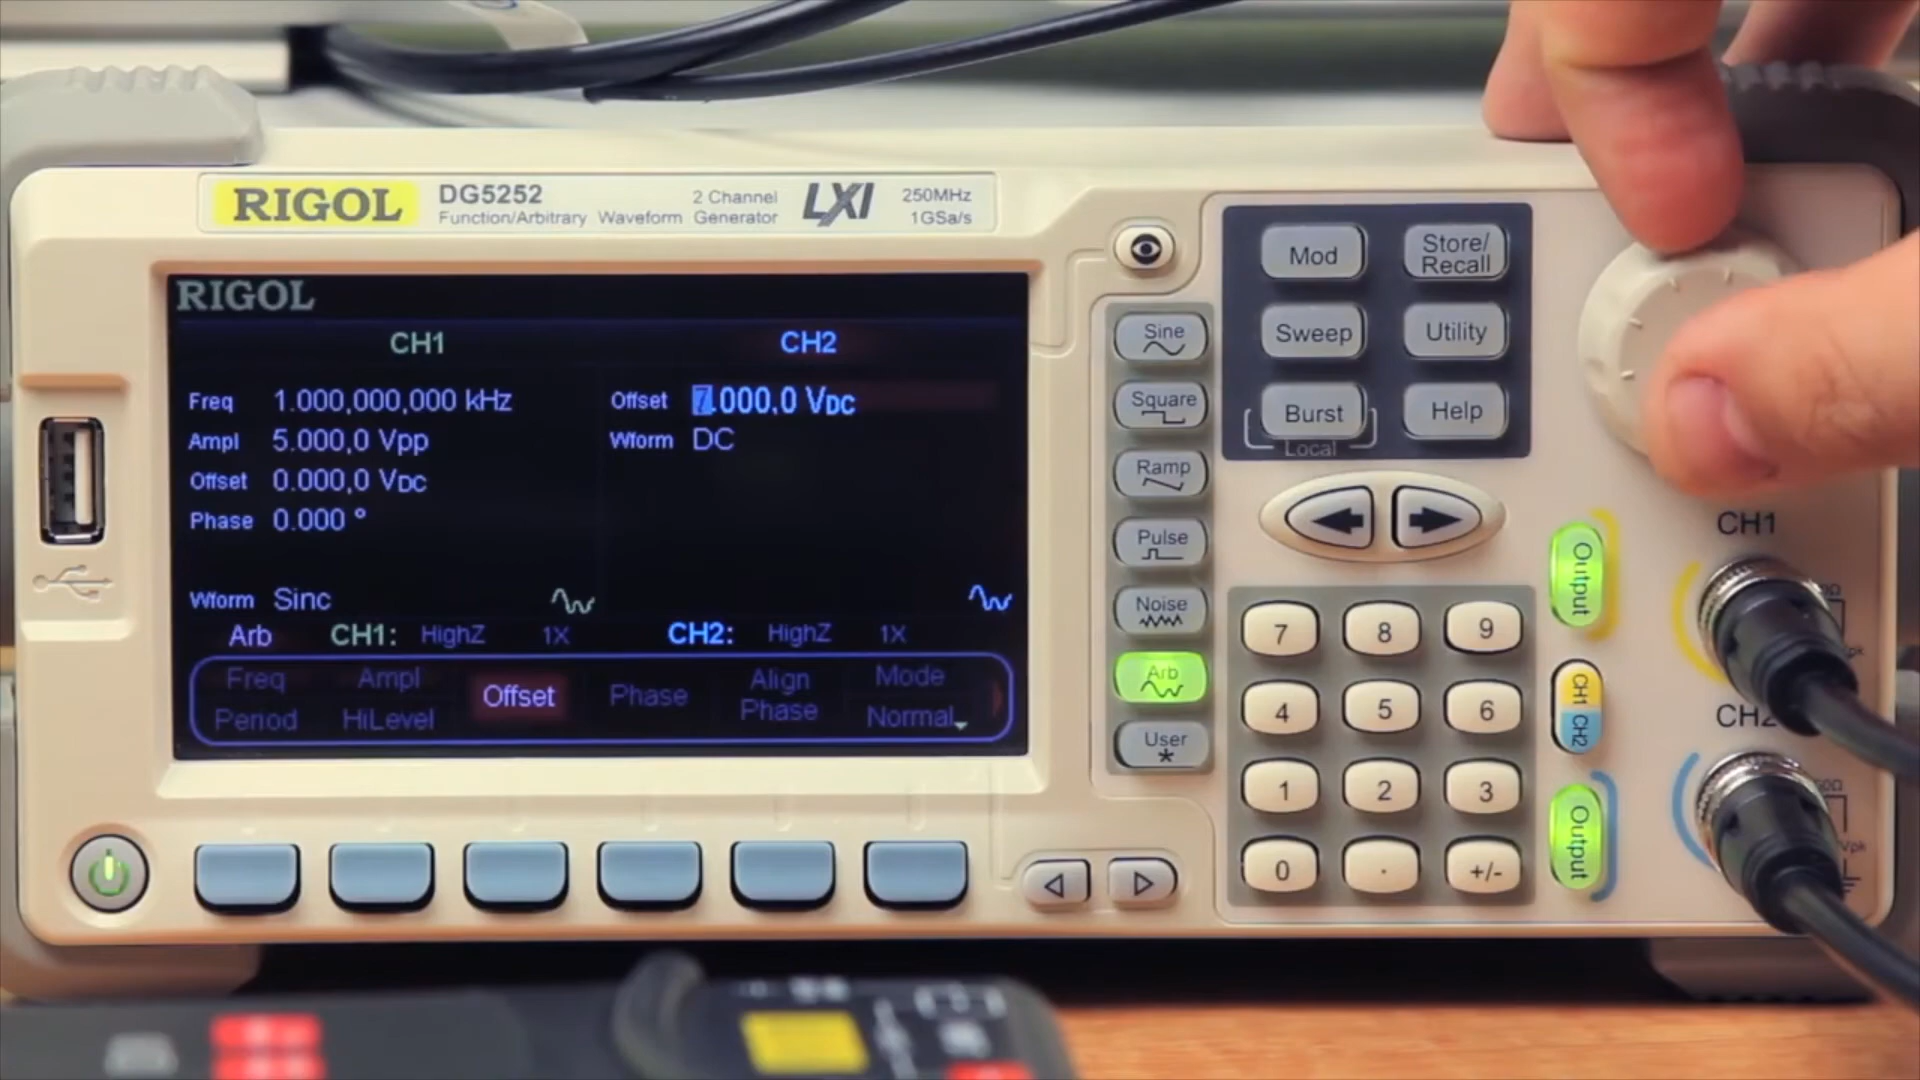 RIGOL DG5252 2 Channel LXI 250MHz
Function/Arbitrary Waveform Generator 1GSa/s
RIGOL
CH1 CH2
Freq 1.000,000,000 kHz Offset 7.000,0 VDC
Ampl 5.000,0 Vpp Wform DC
Offset 0.000,0 VDC
Phase 0.000 °
Wform Sinc
Arb CH1: HighZ 1X CH2: HighZ 1X
Freq Ampl Offset Phase Align Mode
Period HiLevel Phase Normal
Sine
Square
Ramp
Pulse
Noise
Arb
User
*
Mod Store/
Recall
Sweep Utility
Burst Help
Local
7 8 9
4 5 6
1 2 3
0 . +/-
Output
CH1 CH2
Output
CH1
CH2